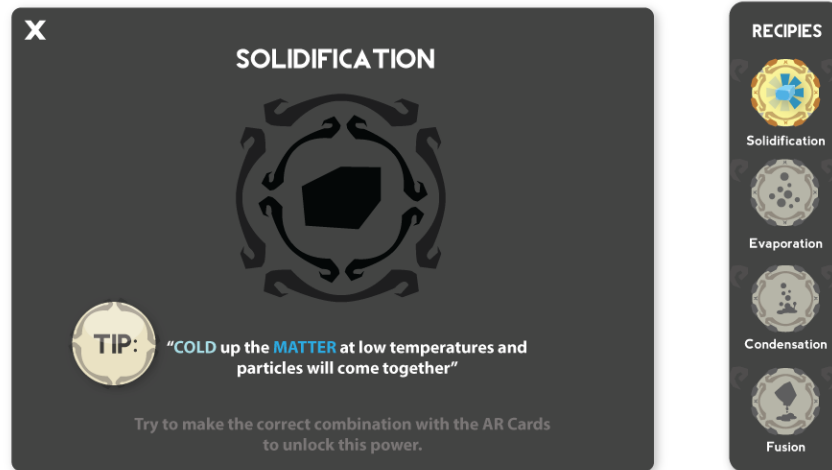 X
SOLIDIFICATION
TIP:
"COLD up the MATTER at low temperatures and
particles will come together"
Try to make the correct combination with the AR Cards
to unlock this power.
RECIPIES
Solidification
Evaporation
Condensation
Fusion